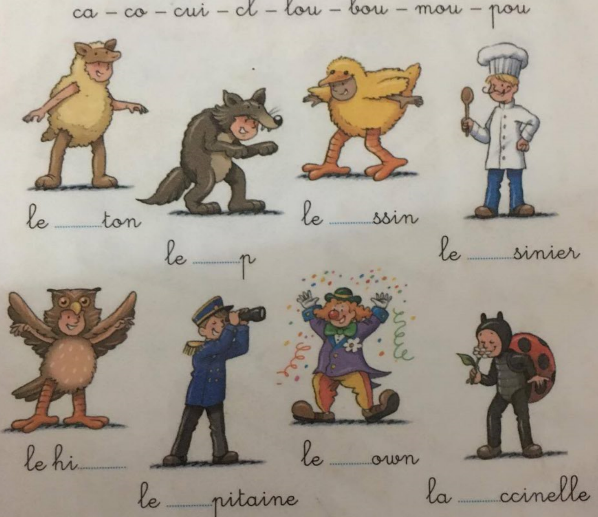 ca – co – cui – cl – lou – bou – mou – pou
le ........ton
le ........p
le ........ssin
le ........sinier
le hi........
le ........pitaine
le ........own
la ........ccinelle